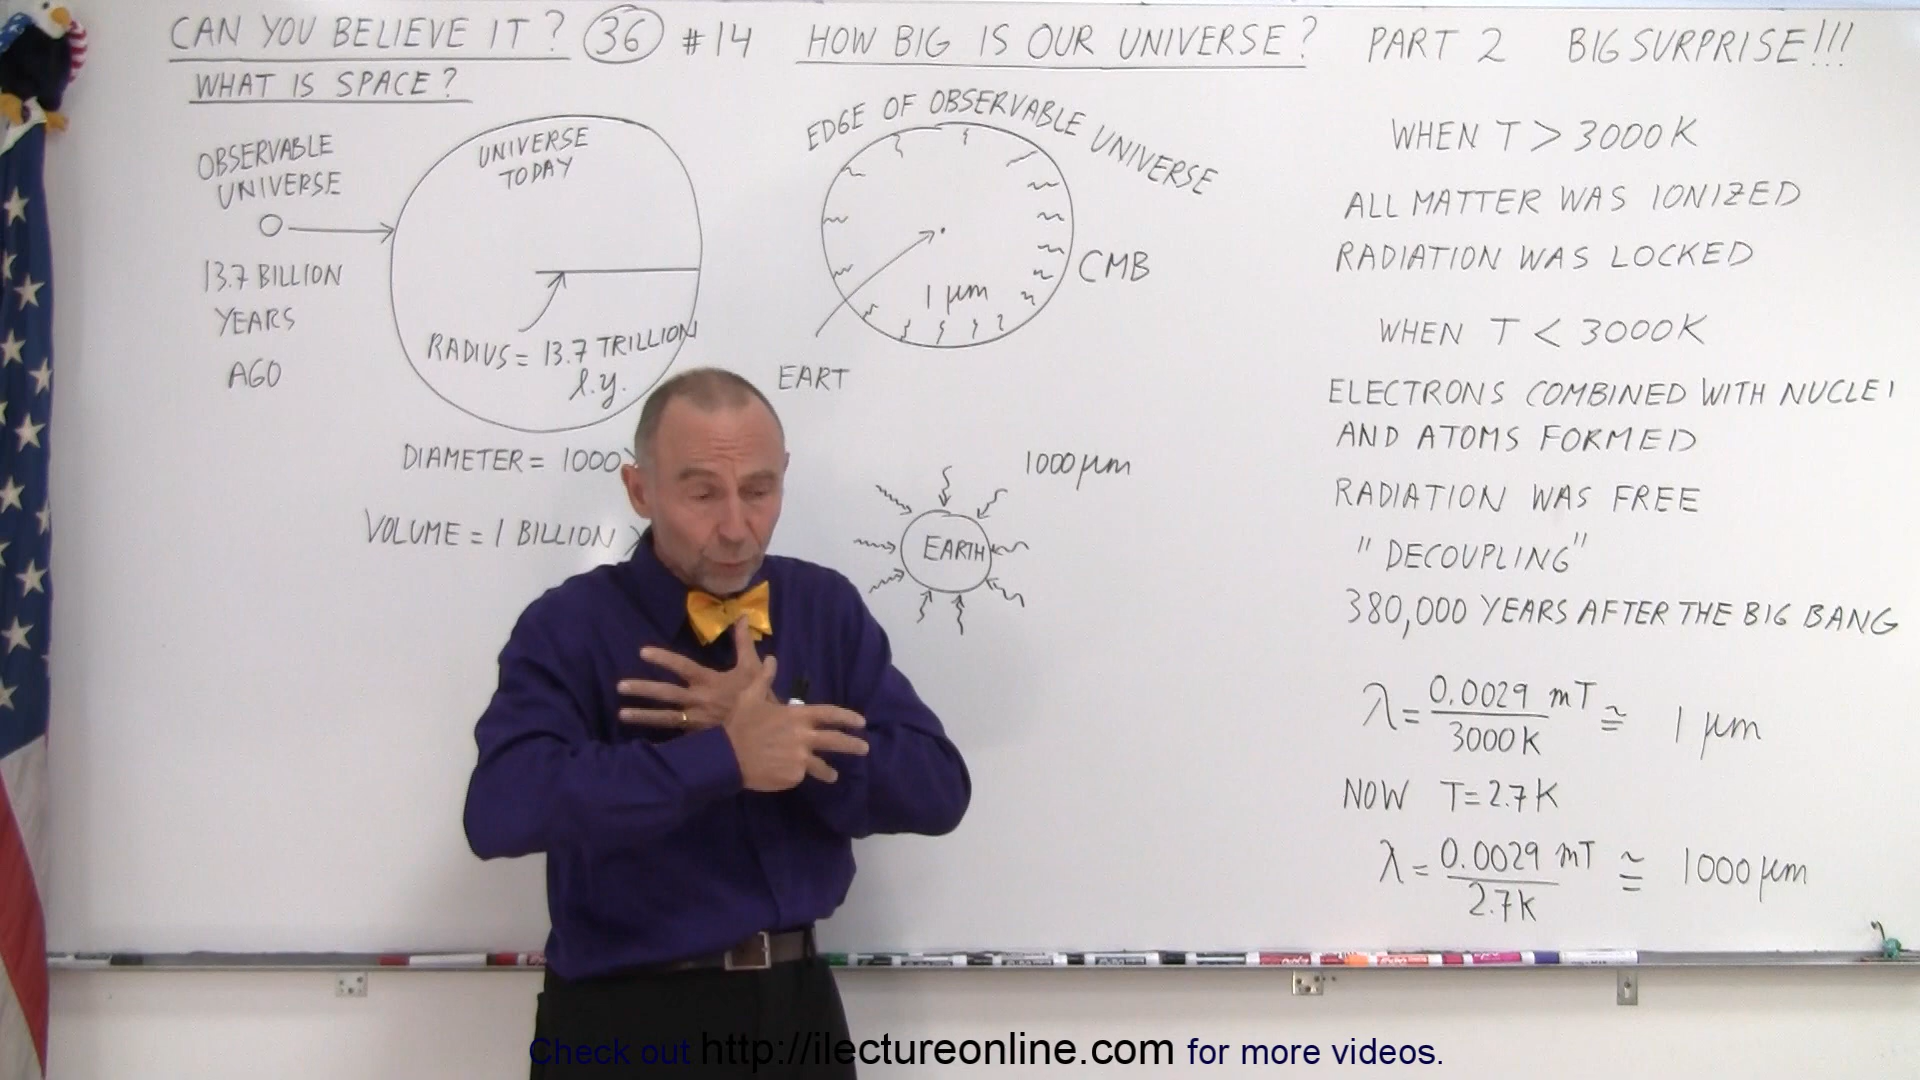 CAN YOU BELIEVE IT? 36 #14 HOW BIG IS OUR UNIVERSE? PART 2 BIG SURPRISE!!!
WHAT IS SPACE?
OBSERVABLE
UNIVERSE
13.7 BILLION
YEARS
AGO
UNIVERSE
TODAY
RADIUS = 13.7 TRILLION
l.y.
DIAMETER = 1000
VOLUME = 1 BILLION X
EDGE OF OBSERVABLE UNIVERSE
CMB
1 μm
EART
1000 μm
EARTH
WHEN T > 3000K
ALL MATTER WAS IONIZED
RADIATION WAS LOCKED
WHEN T < 3000K
ELECTRONS COMBINED WITH NUCLEI
AND ATOMS FORMED
RADIATION WAS FREE
"DECOUPLING"
380,000 YEARS AFTER THE BIG BANG
λ = 0.0029 mT / 3000K ≅ 1 μm
NOW T = 2.7K
λ = 0.0029 mT / 2.7K ≅ 1000 μm
Check out http://ilectureonline.com for more videos.